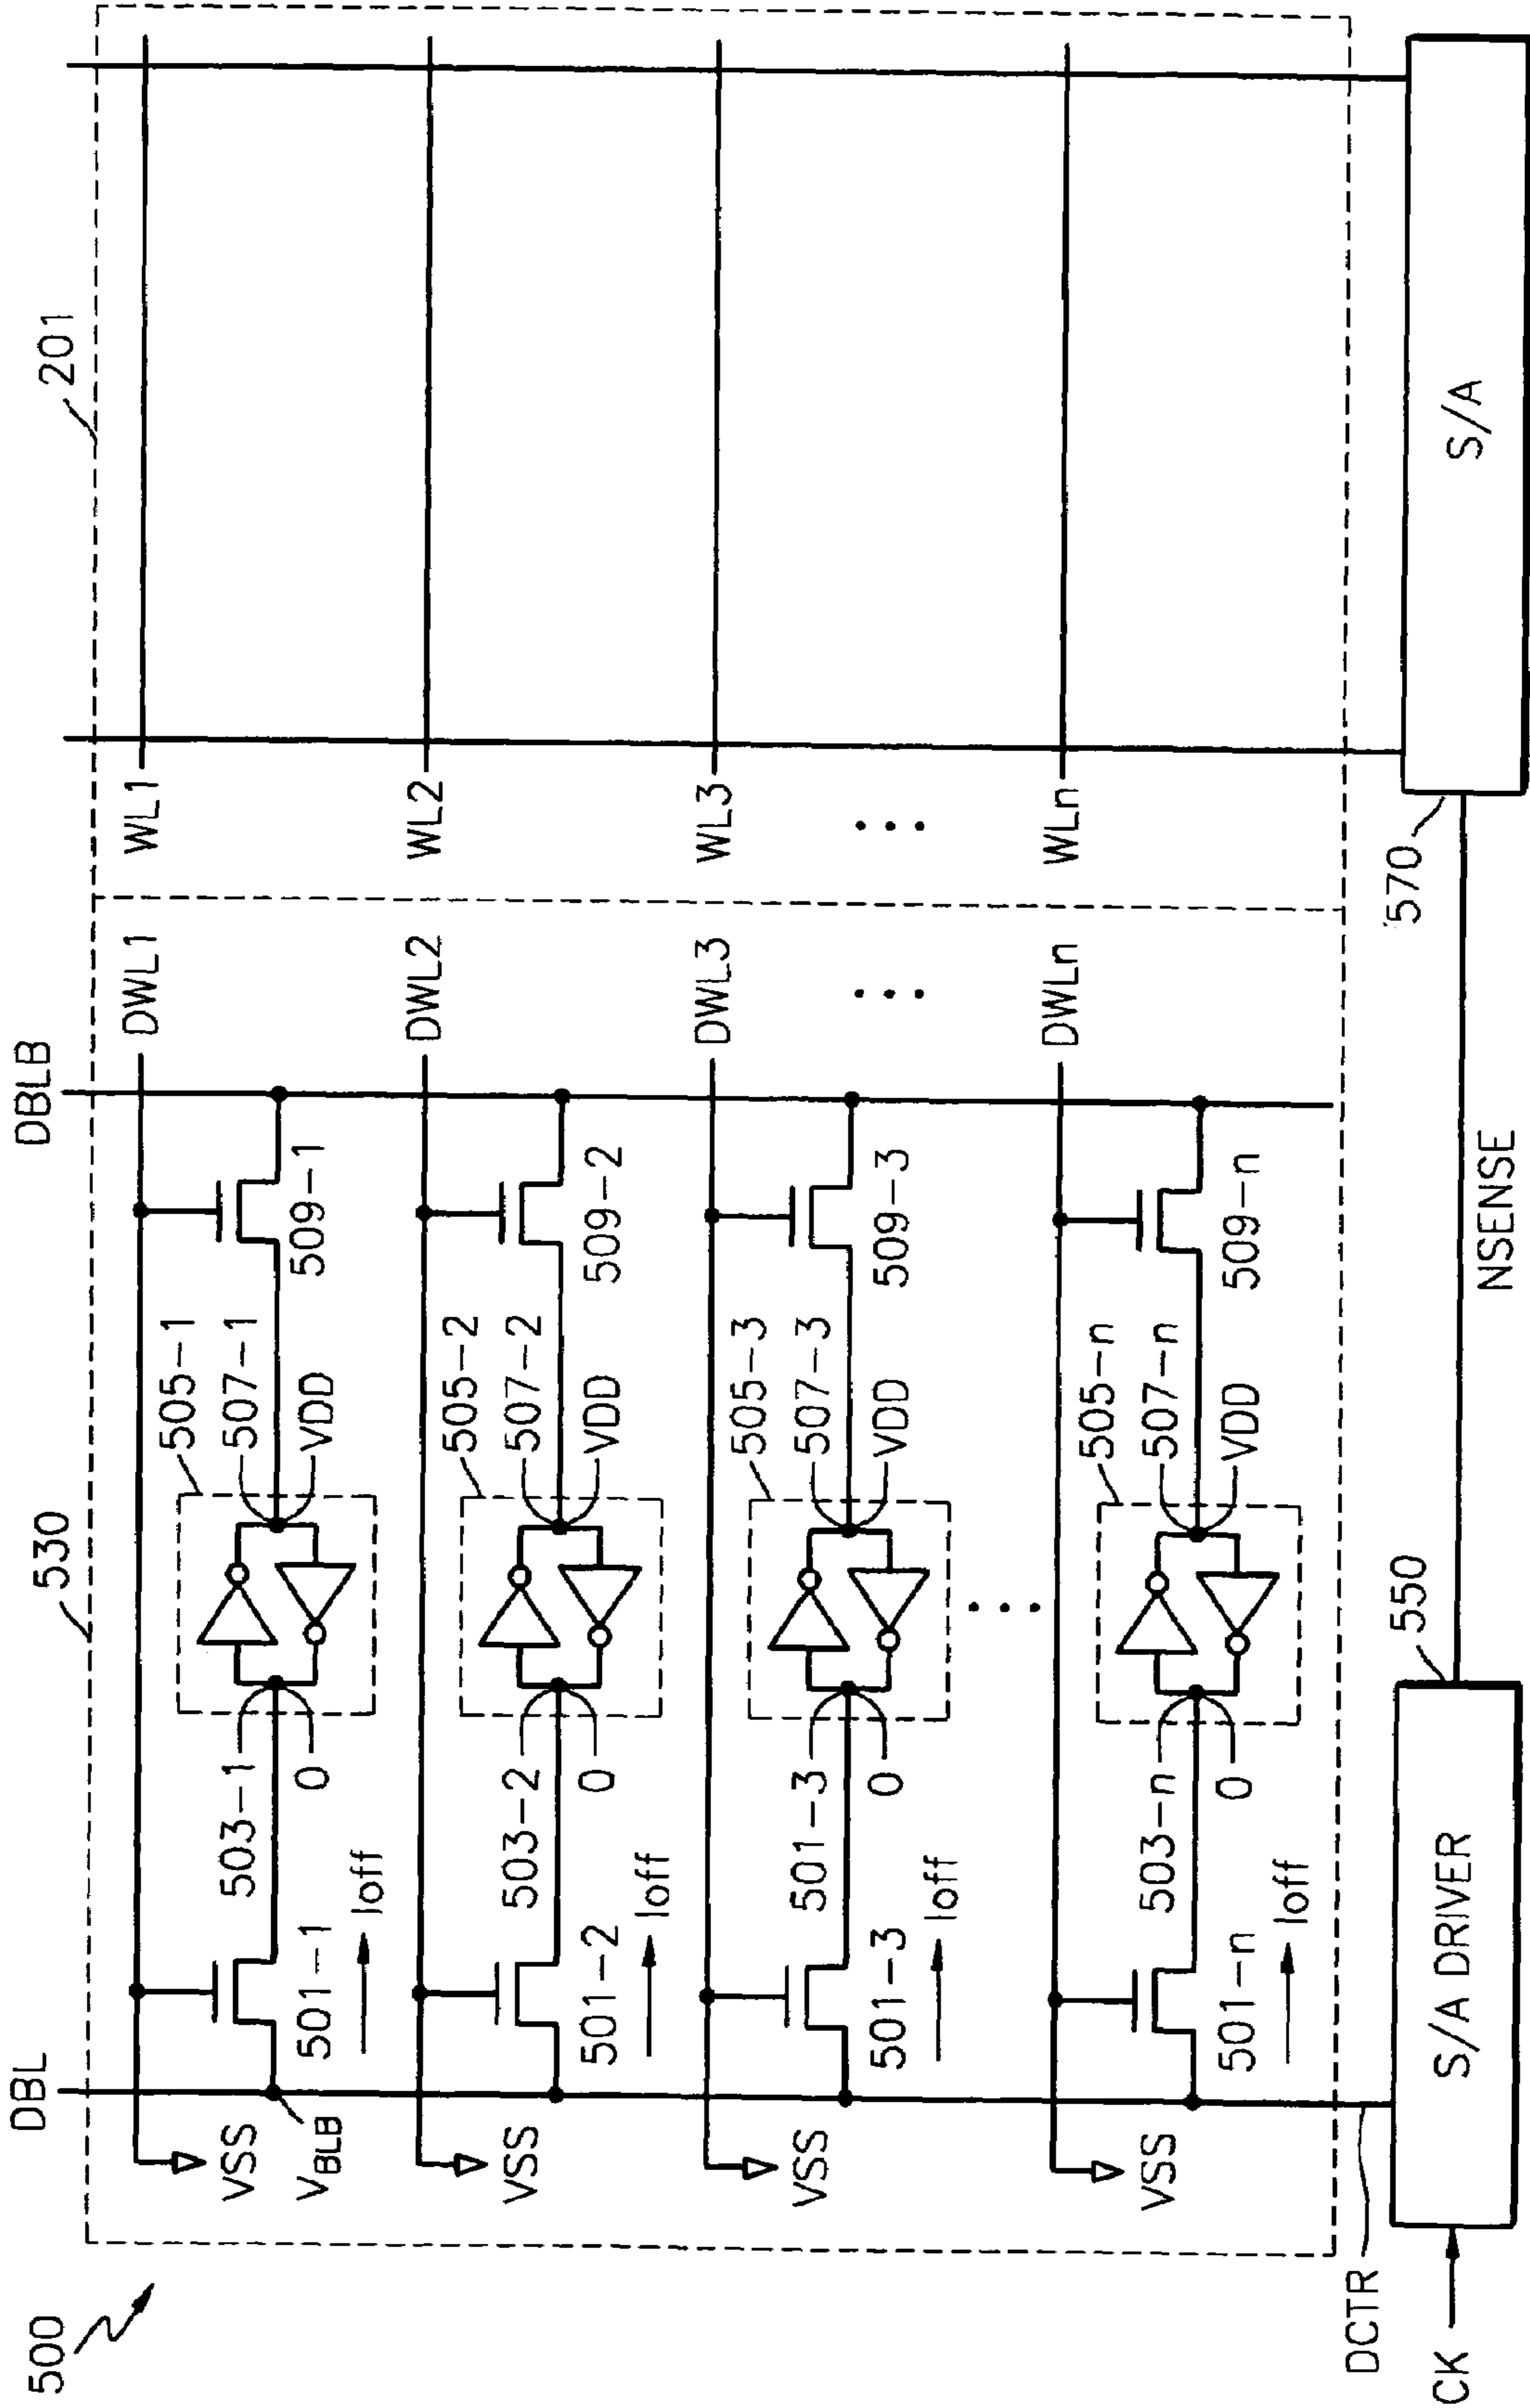 500
530
201
DBL
DBLB
DWL1
WL1
505-1
503-1
507-1
VSS
VBLB
501-1
0
VDD
509-1
Ioff
DWL2
WL2
505-2
503-2
507-2
VSS
501-2
0
VDD
509-2
Ioff
DWL3
WL3
505-3
501-3
507-3
VSS
501-3
0
VDD
509-3
Ioff
DWLn
WLn
505-n
503-n
507-n
VSS
501-n
0
VDD
509-n
Ioff
DCTR
550
570
CK
S/A DRIVER
NSENSE
S/A